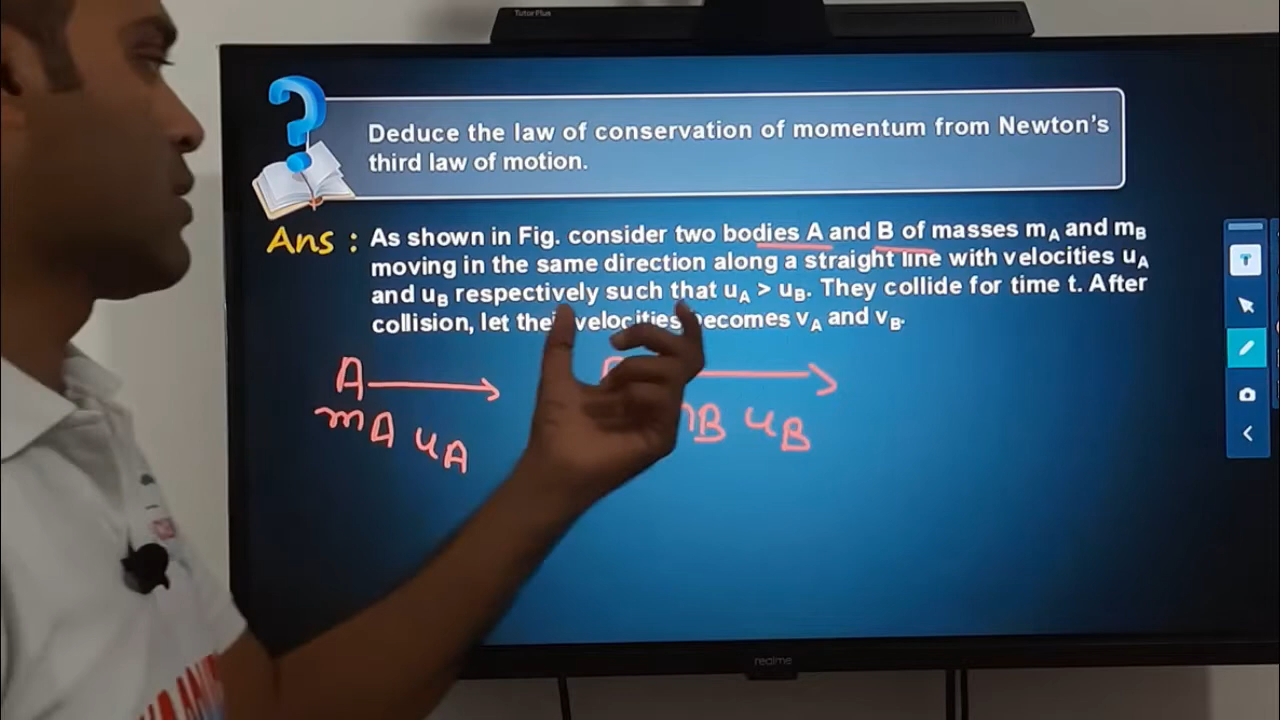 TutorPlus
Deduce the law of conservation of momentum from Newton's
third law of motion.
Ans : As shown in Fig. consider two bodies A and B of masses mA and mB
moving in the same direction along a straight line with velocities uA
and uB respectively such that uA > uB. They collide for time t. After
collision, let velocities becomes vA and vB.
A
mA uA
B uB
realme